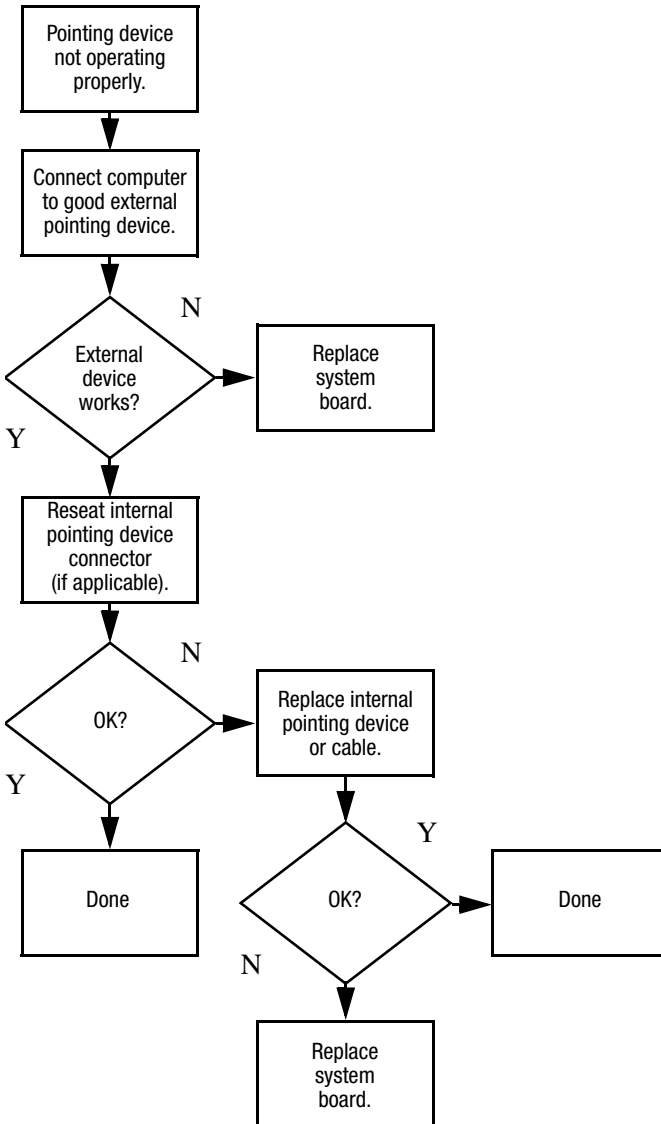 Pointing device
not operating
properly.
Connect computer
to good external
pointing device.
N
External
device
works?
Replace
system
board.
Y
Reseat internal
pointing device
connector
(if applicable).
N
OK?
Replace internal
pointing device
or cable.
Y
Y
Done
OK?
Done
N
Replace
system
board.